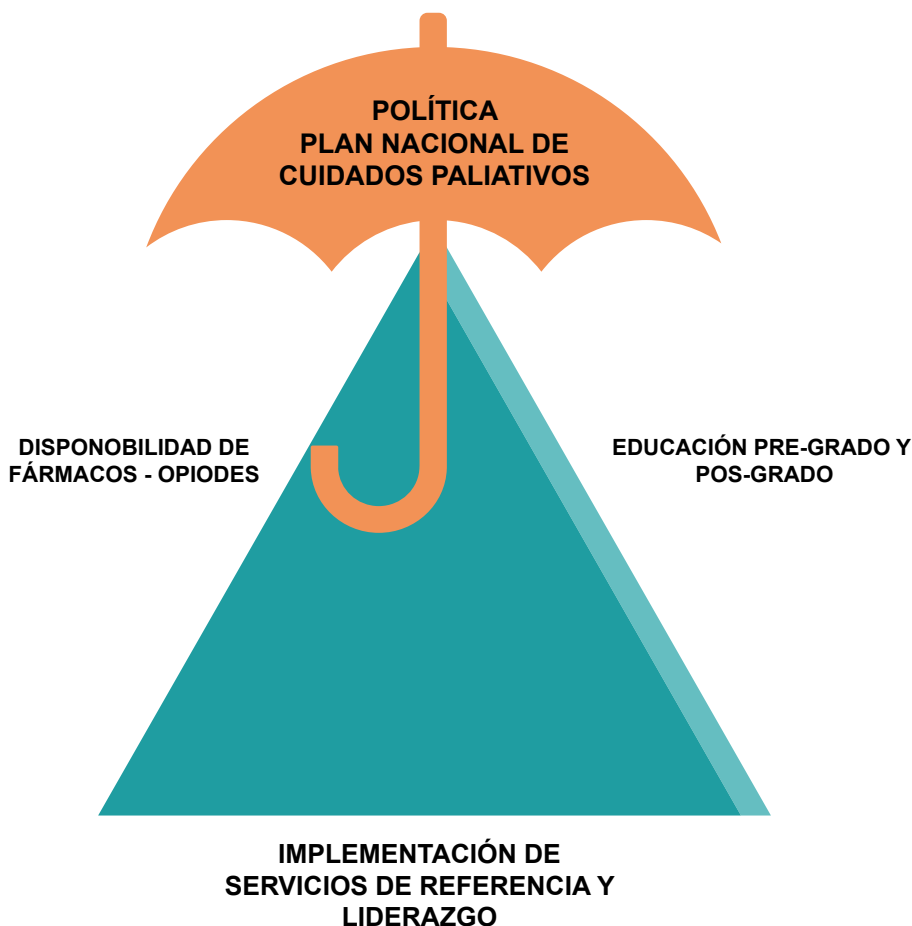 POLÍTICA
PLAN NACIONAL DE
CUIDADOS PALIATIVOS
DISPONOBILIDAD DE
FÁRMACOS - OPIODES
EDUCACIÓN PRE-GRADO Y
POS-GRADO
IMPLEMENTACIÓN DE
SERVICIOS DE REFERENCIA Y
LIDERAZGO